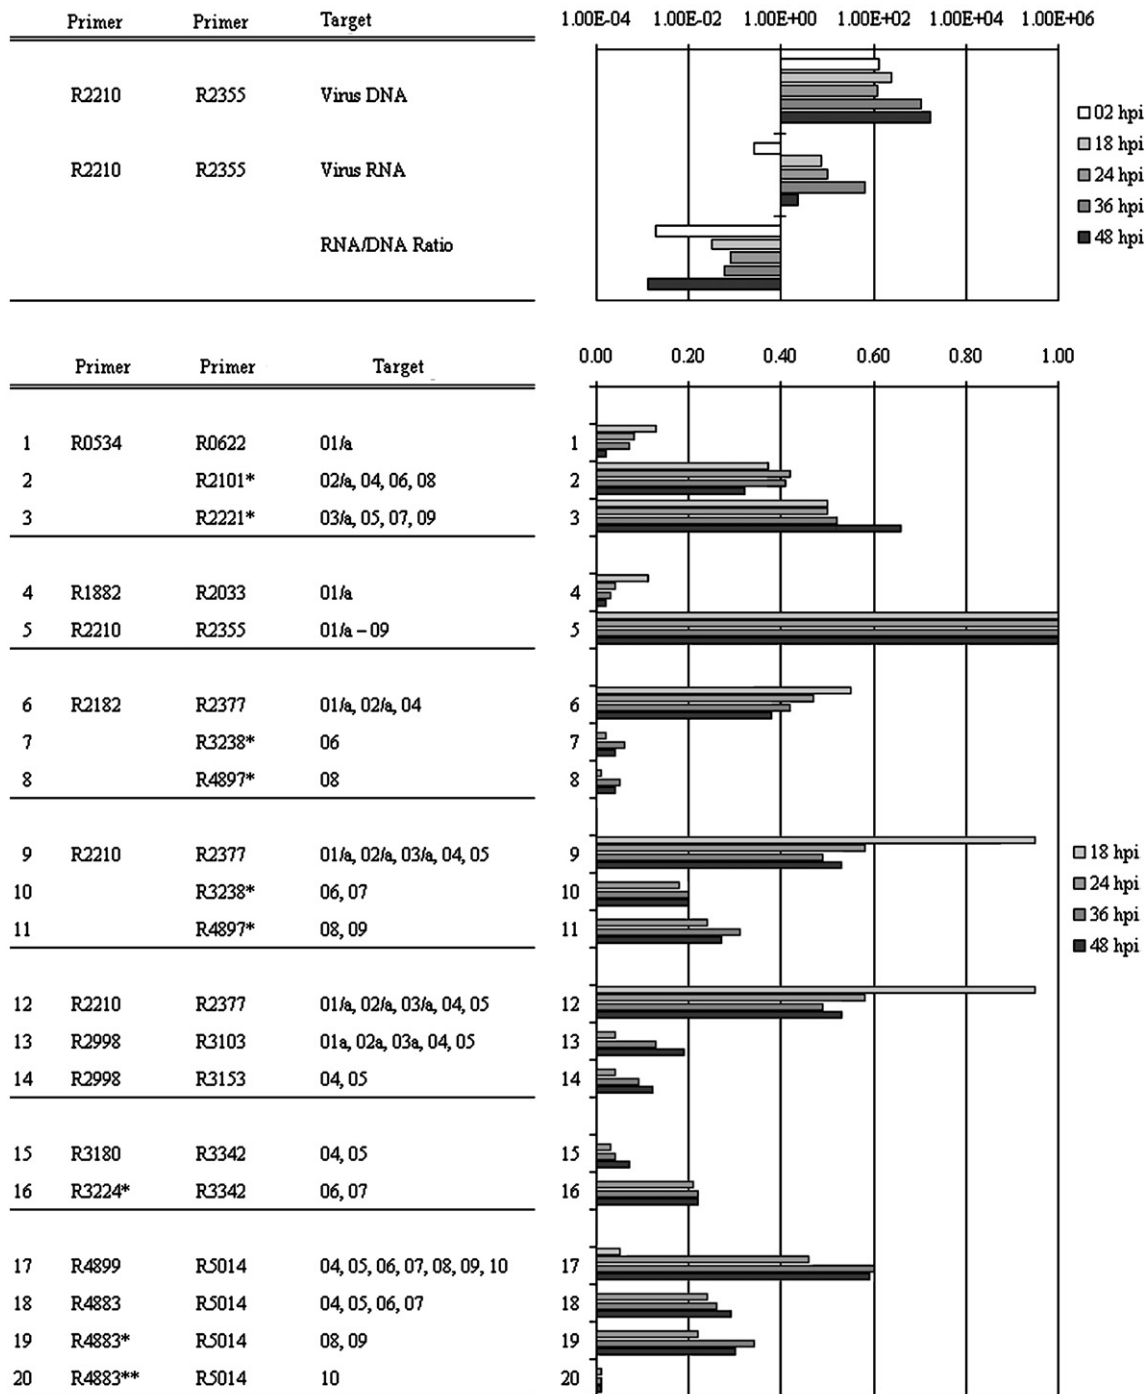 Primer Primer Target
1.00E-04 1.00E-02 1.00E+00 1.00E+02 1.00E+04 1.00E+06
R2210 R2355 Virus DNA
R2210 R2355 Virus RNA
RNA/DNA Ratio
02 hpi
18 hpi
24 hpi
36 hpi
48 hpi
Primer Primer Target
0.00 0.20 0.40 0.60 0.80 1.00
1 R0534 R0622 01/a 1
2 R2101* 02/a, 04, 06, 08 2
3 R2221* 03/a, 05, 07, 09 3
4 R1882 R2033 01/a 4
5 R2210 R2355 01/a – 09 5
6 R2182 R2377 01/a, 02/a, 04 6
7 R3238* 06 7
8 R4897* 08 8
9 R2210 R2377 01/a, 02/a, 03/a, 04, 05 9
10 R3238* 06, 07 10
11 R4897* 08, 09 11
18 hpi
24 hpi
36 hpi
48 hpi
12 R2210 R2377 01/a, 02/a, 03/a, 04, 05 12
13 R2998 R3103 01a, 02a, 03a, 04, 05 13
14 R2998 R3153 04, 05 14
15 R3180 R3342 04, 05 15
16 R3224* R3342 06, 07 16
17 R4899 R5014 04, 05, 06, 07, 08, 09, 10 17
18 R4883 R5014 04, 05, 06, 07 18
19 R4883* R5014 08, 09 19
20 R4883** R5014 10 20